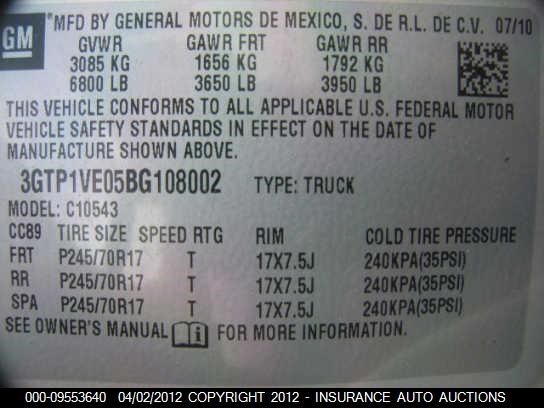 GM MFD BY GENERAL MOTORS DE MEXICO, S. DE R.L. DE C.V. 07/10
GVWR GAWR FRT GAWR RR
3085 KG 1656 KG 1792 KG
6800 LB 3650 LB 3950 LB
THIS VEHICLE CONFORMS TO ALL APPLICABLE U.S. FEDERAL MOTOR
VEHICLE SAFETY STANDARDS IN EFFECT ON THE DATE OF
MANUFACTURE SHOWN ABOVE.
3GTP1VE05BG108002 TYPE: TRUCK
MODEL: C10543
CC89 TIRE SIZE SPEED RTG RIM COLD TIRE PRESSURE
FRT P245/70R17 T 17X7.5J 240KPA(35PSI)
RR P245/70R17 T 17X7.5J 240KPA(35PSI)
SPA P245/70R17 T 17X7.5J 240KPA(35PSI)
SEE OWNER'S MANUAL FOR MORE INFORMATION.
000-09553640 04/02/2012 COPYRIGHT 2012 - INSURANCE AUTO AUCTIONS